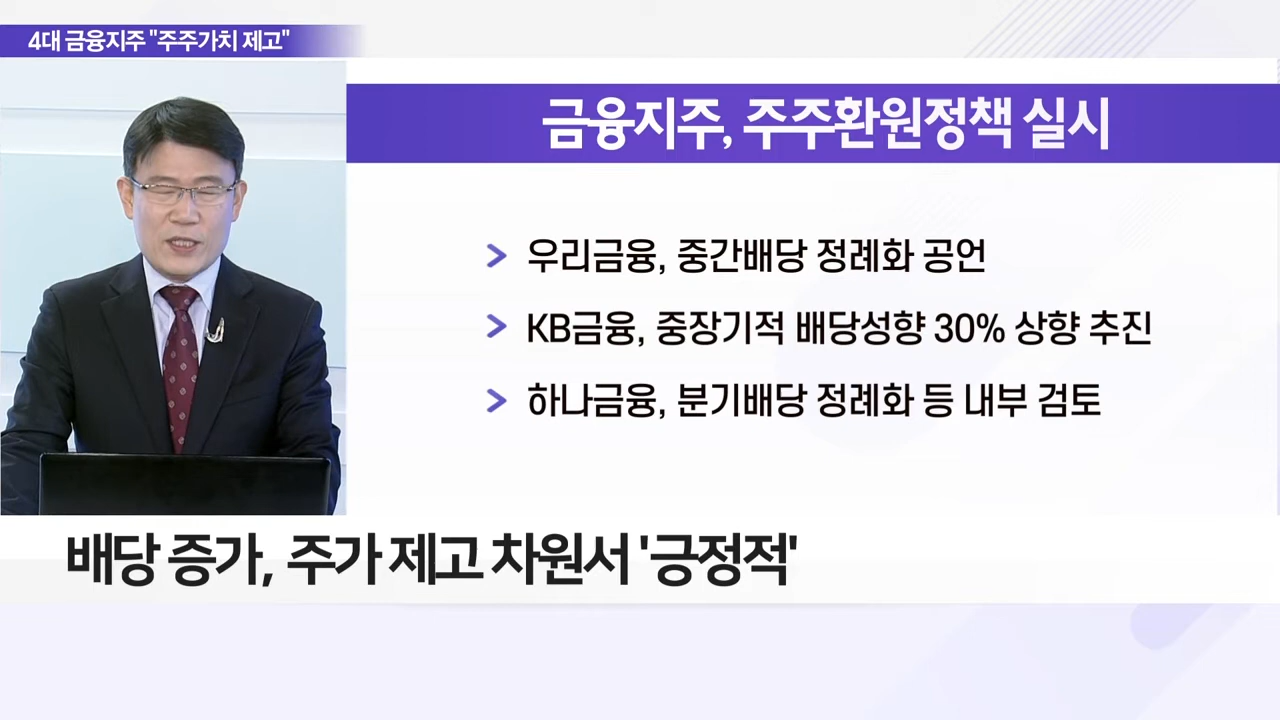 4대 금융지주 "주주가치 제고"
금융지주, 주주환원정책 실시
> 우리금융, 중간배당 정례화 공언
> KB금융, 중장기적 배당성향 30% 상향 추진
> 하나금융, 분기배당 정례화 등 내부 검토
배당 증가, 주가 제고 차원서 '긍정적'